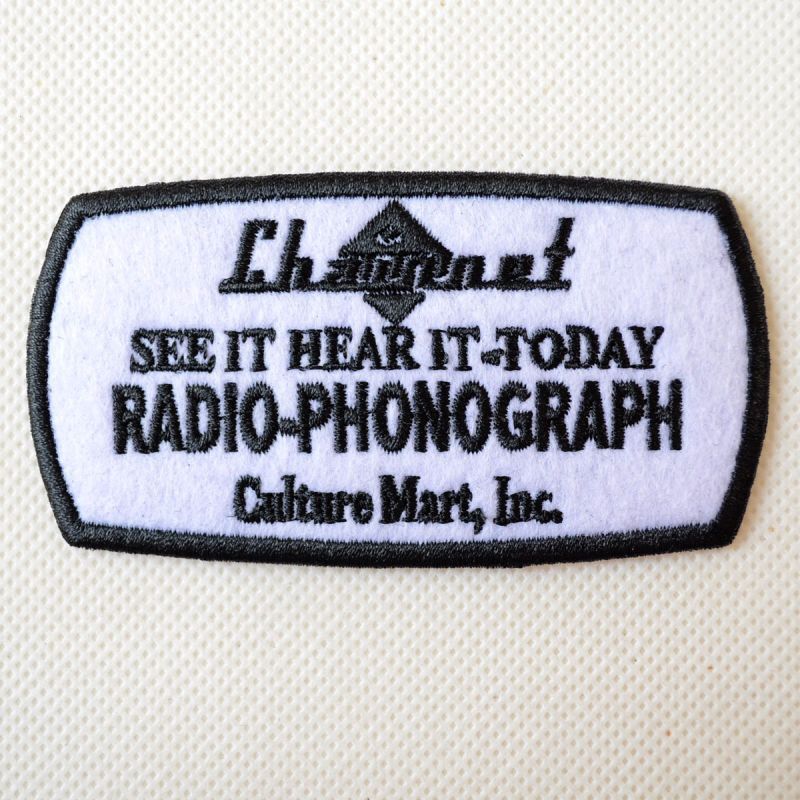 SEE IT HEAR IT-TODAY
RADIO-PHONOGRAPH
Culture Mart, Inc.